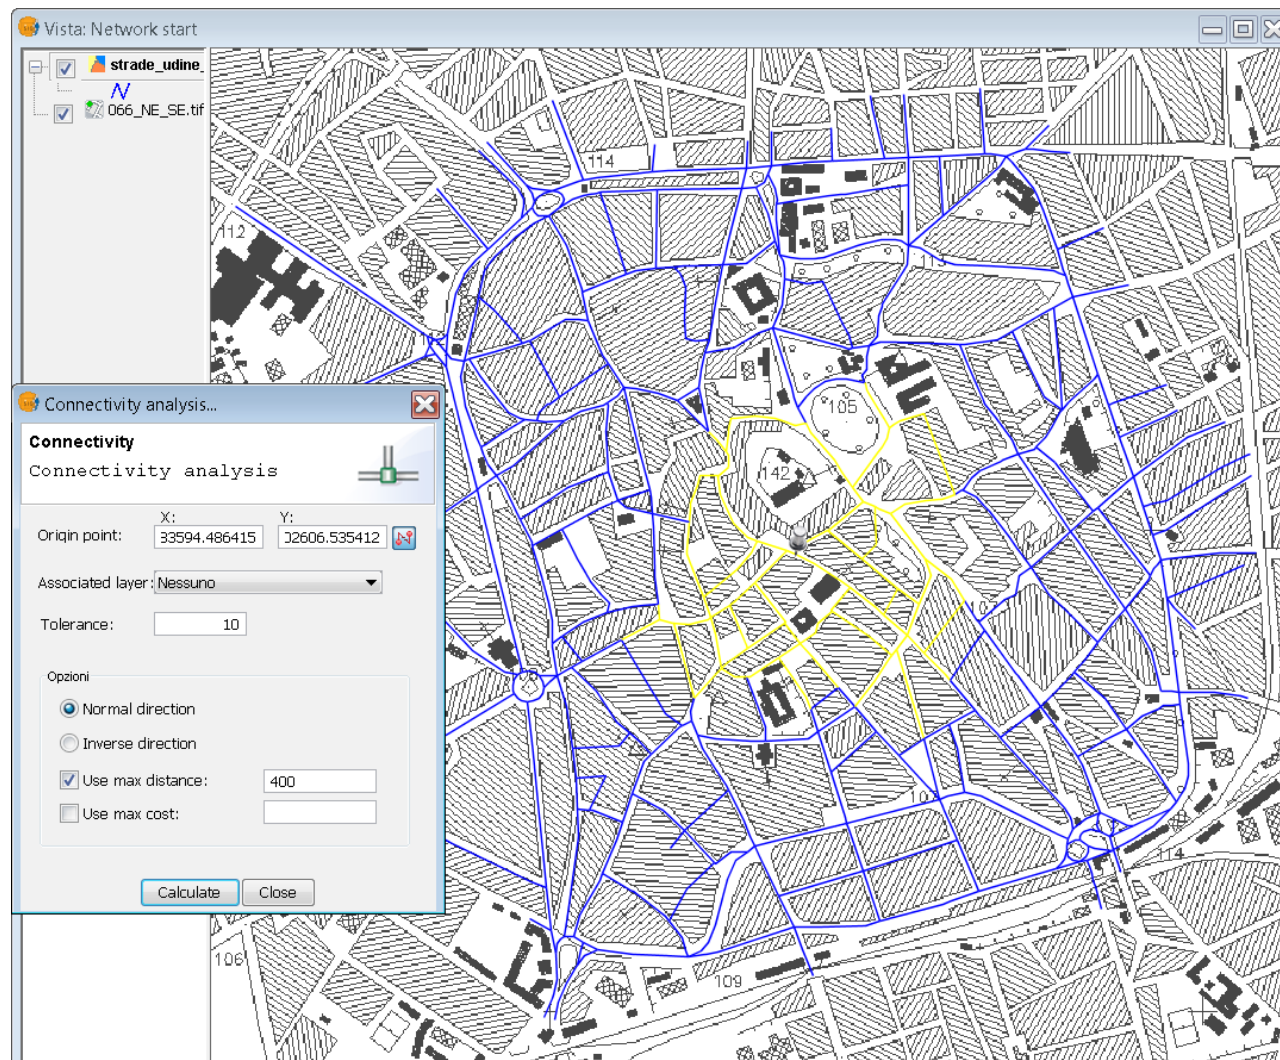 Vista: Network start
strade_udine_
066_NE_SE.tif
114
112
105
142
Connectivity analysis...
Connectivity
Connectivity analysis
X: Y:
Origin point: 33594.486415 02606.535412
Associated layer: Nessuno
Tolerance: 10
Opzioni
Normal direction
Inverse direction
Use max distance: 400
Use max cost:
Calculate Close
114
106
109